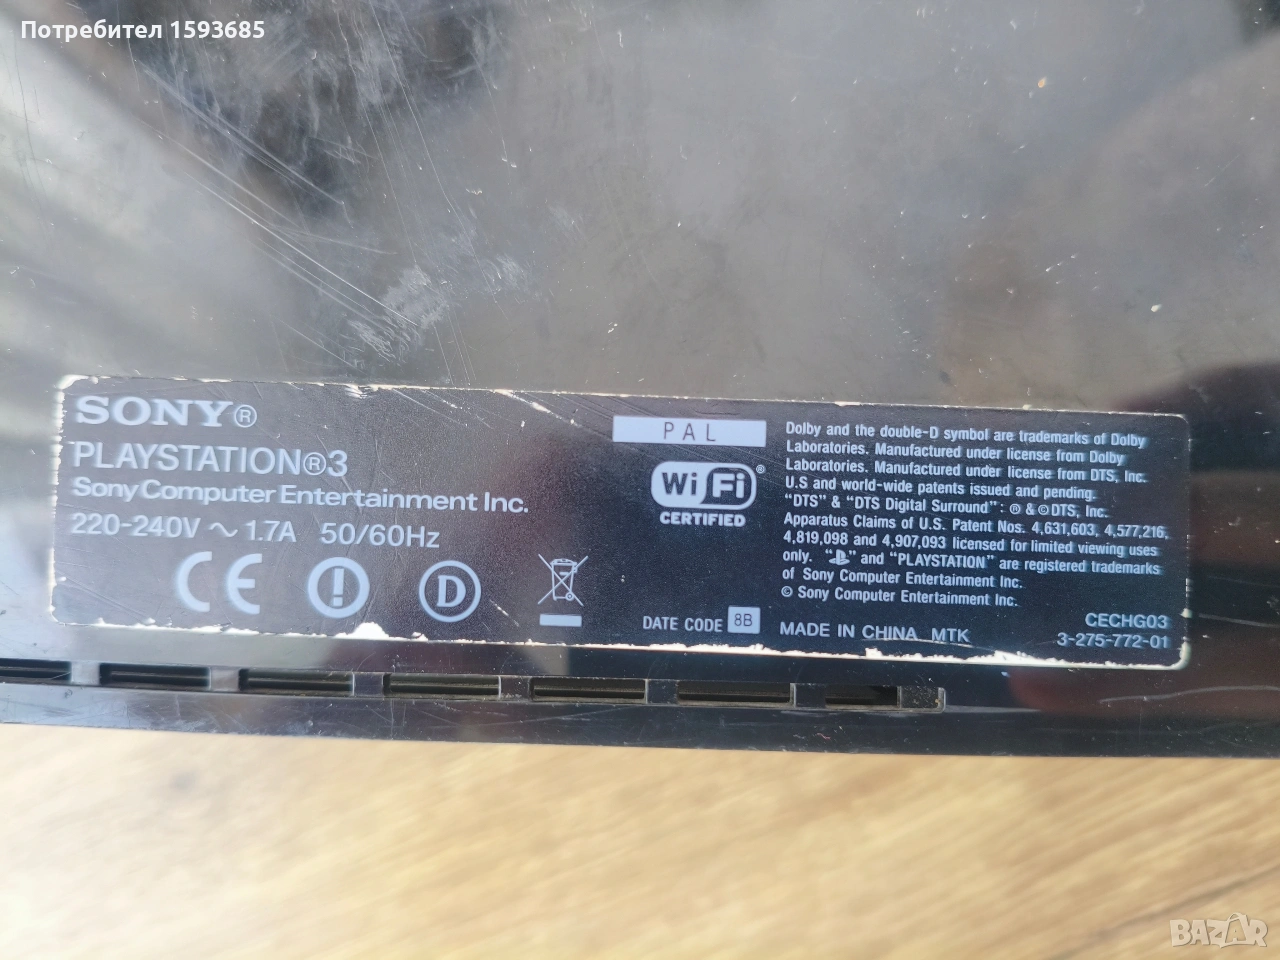 Потребител 1593685
SONY®
PLAYSTATION®3
Sony Computer Entertainment Inc.
220-240V ~ 1.7A 50/60Hz
CE
D
PAL
Wi Fi®
CERTIFIED
DATE CODE 8B
Dolby and the double-D symbol are trademarks of Dolby
Laboratories. Manufactured under license from Dolby
Laboratories. Manufactured under license from DTS, Inc.
U.S and world-wide patents issued and pending.
“DTS” & “DTS Digital Surround”: ® & © DTS, Inc.
Apparatus Claims of U.S. Patent Nos. 4,631,603, 4,577,216,
4,819,098 and 4,907,093 licensed for limited viewing uses
only. “PS” and “PLAYSTATION” are registered trademarks
of Sony Computer Entertainment Inc.
© Sony Computer Entertainment Inc.
MADE IN CHINA MTK
CECHG03
3-275-772-01
BAZAR